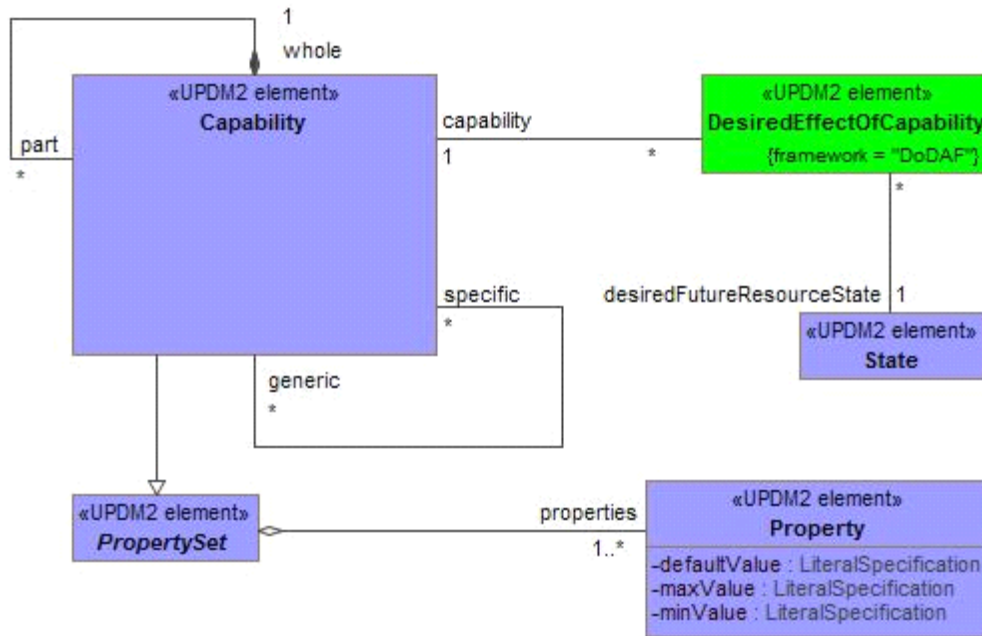 1
whole
«UPDM2 element»
Capability
part
*
capability
1
*
«UPDM2 element»
DesiredEffectOfCapability
{framework = "DoDAF"}
*
desiredFutureResourceState
1
«UPDM2 element»
State
specific
*
generic
*
«UPDM2 element»
PropertySet
properties
1..*
«UPDM2 element»
Property
-defaultValue : LiteralSpecification
-maxValue : LiteralSpecification
-minValue : LiteralSpecification